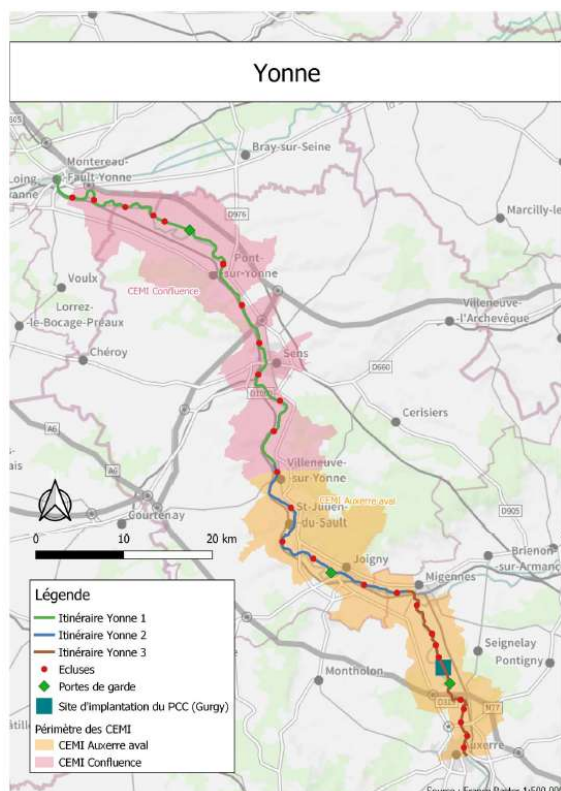 Yonne
Bray-sur-Seine
Montereau-
Fault-Yonne
Loing-
D976
Marcilly-le-
Pont-
sur-Yonne
Voulx
CEMI Confluence
Villeneuve-
-l'Archevêque
Lorrez-
-le-Bocage-Préaux
Chéroy
Sens
D660
Cerisiers
A6
A6
Villeneuve-
-sur-Yonne
CEMI Auxerre aval
St-Julien-
-du-Sault
D905
Courtenay
Brienon
-sur-Armanc
Joigny
Migennes
0 10 20 km
Légende
Itinéraire Yonne 1
Itinéraire Yonne 2
Itinéraire Yonne 3
Ecluses
Portes de garde
Site d'implantation du PCC (Gurgy)
Périmètre des CEMI
CEMI Auxerre aval
CEMI Confluence
Seignelay
Pontigny
Montholon
N77
Auxerre